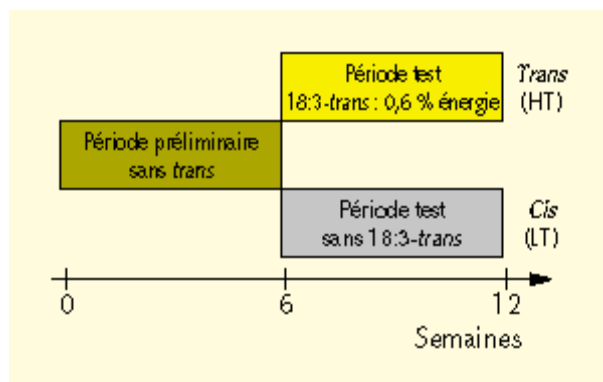 Période test
18:3-trans : 0,6 % énergie
Trans
(HT)
Période préliminaire
sans trans
Période test
sans 18:3-trans
Cis
(LT)
0
6
12
Semaines